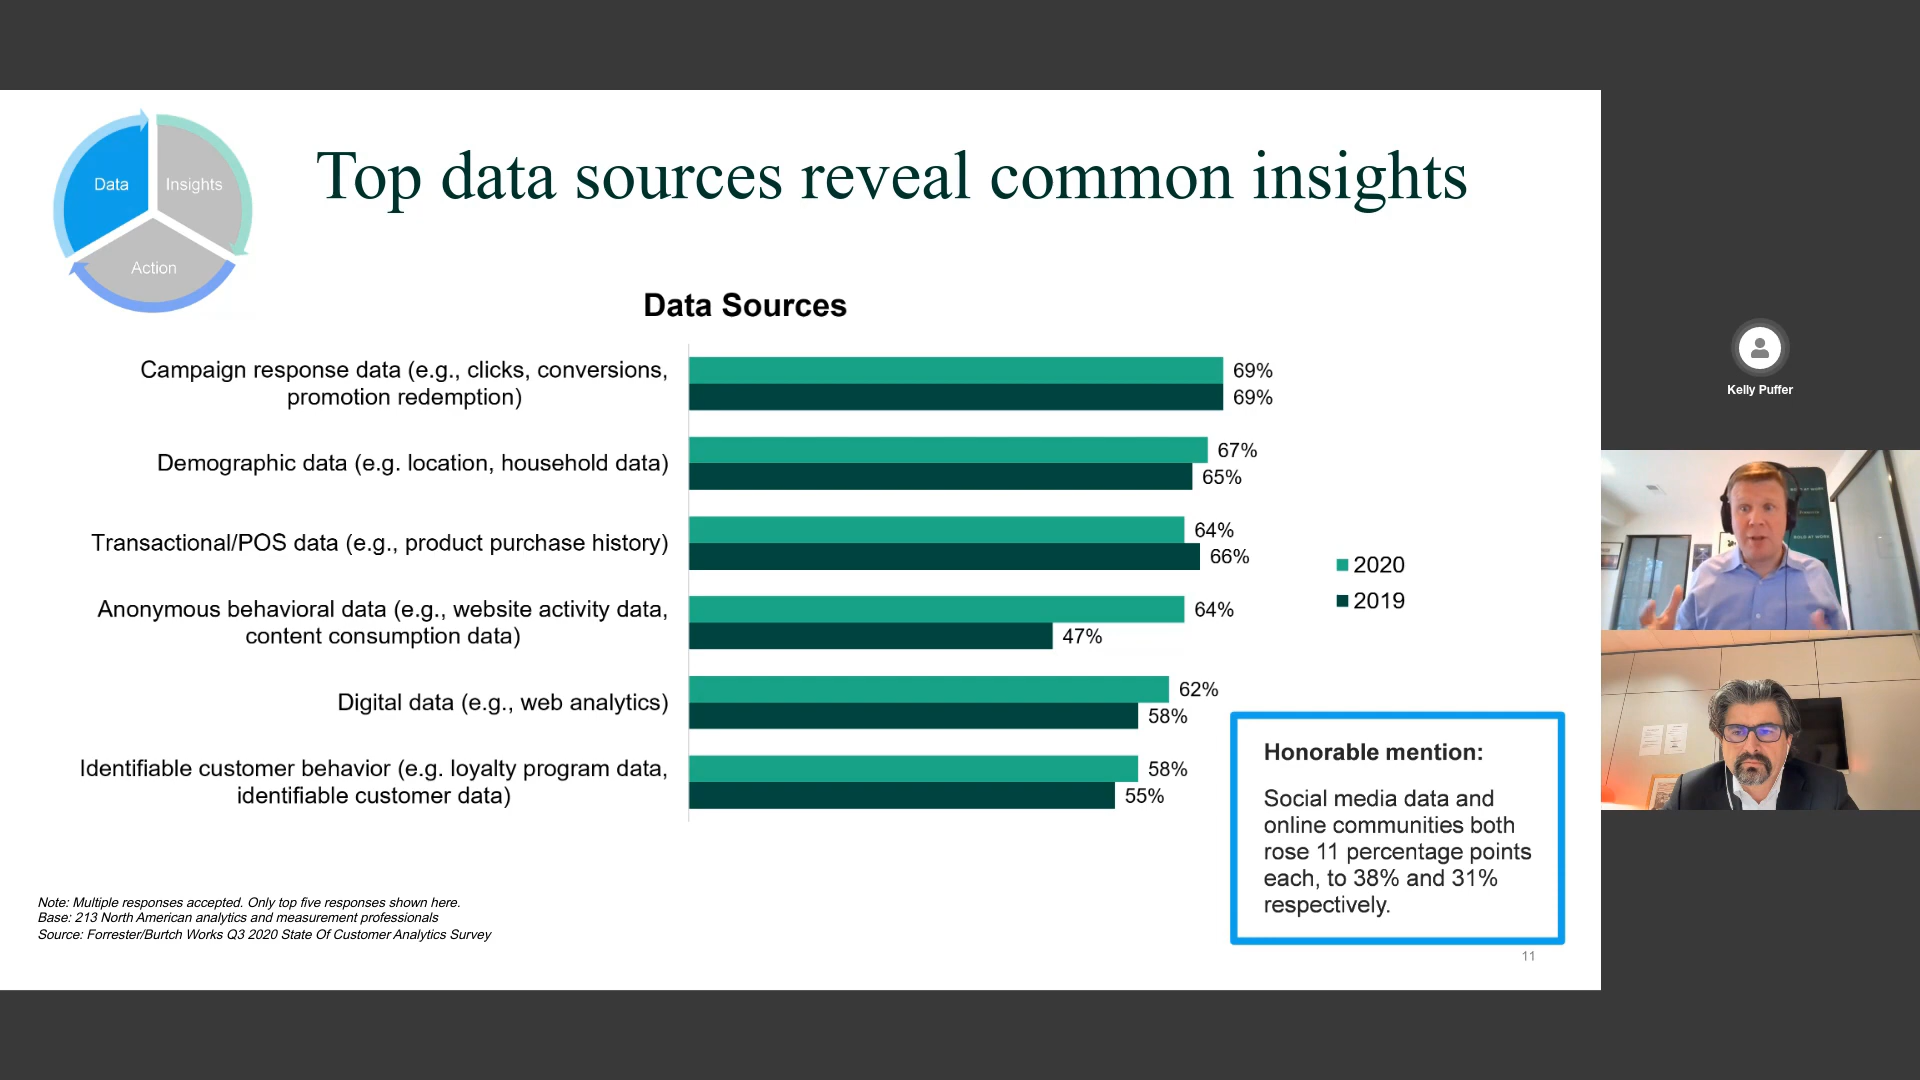 Data
Insights
Action
Top data sources reveal common insights
Data Sources
Campaign response data (e.g., clicks, conversions,
promotion redemption)
69%
69%
Demographic data (e.g. location, household data)
67%
65%
Transactional/POS data (e.g., product purchase history)
64%
66%
Anonymous behavioral data (e.g., website activity data,
content consumption data)
64%
47%
Digital data (e.g., web analytics)
62%
58%
Identifiable customer behavior (e.g. loyalty program data,
identifiable customer data)
58%
55%
2020
2019
Honorable mention:
Social media data and
online communities both
rose 11 percentage points
each, to 38% and 31%
respectively.
Note: Multiple responses accepted. Only top five responses shown here.
Base: 213 North American analytics and measurement professionals
Source: Forrester/Burtch Works Q3 2020 State Of Customer Analytics Survey
11
Kelly Puffer
BOLD AT WORK